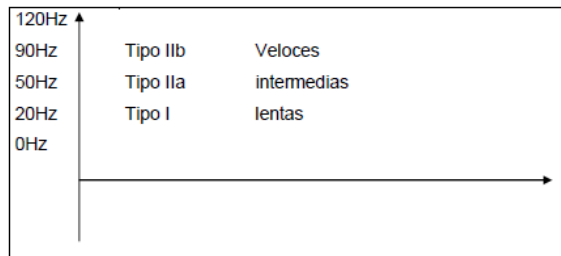 120Hz
90Hz Tipo IIb Veloces
50Hz Tipo IIa intermedias
20Hz Tipo I lentas
0Hz